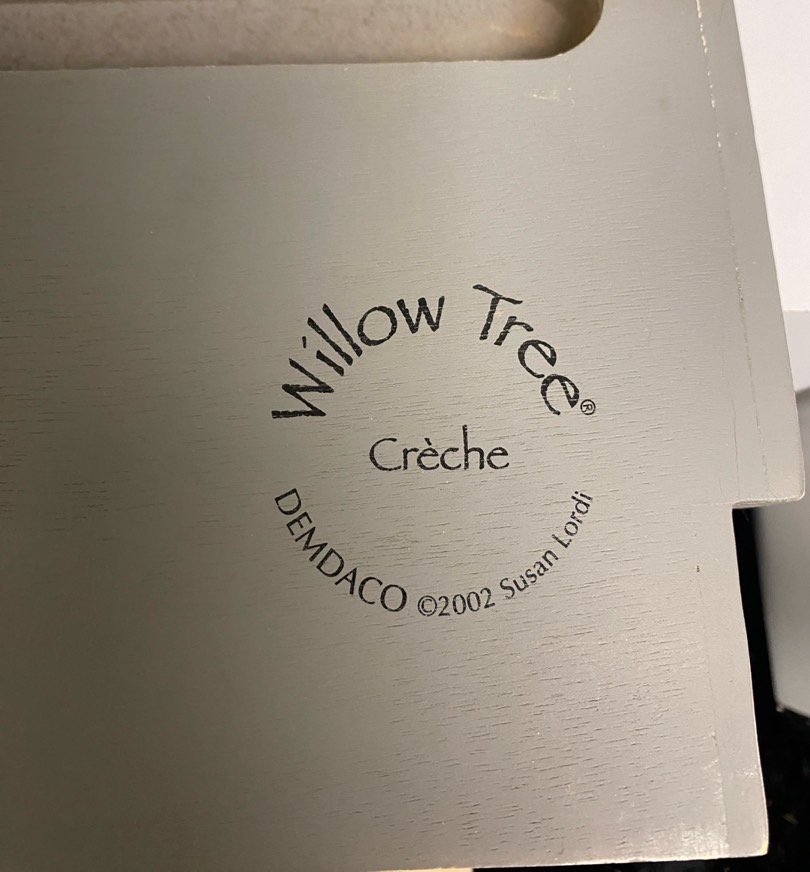 Willow Tree®
Crèche
DEMDACO ©2002 Susan Lordi